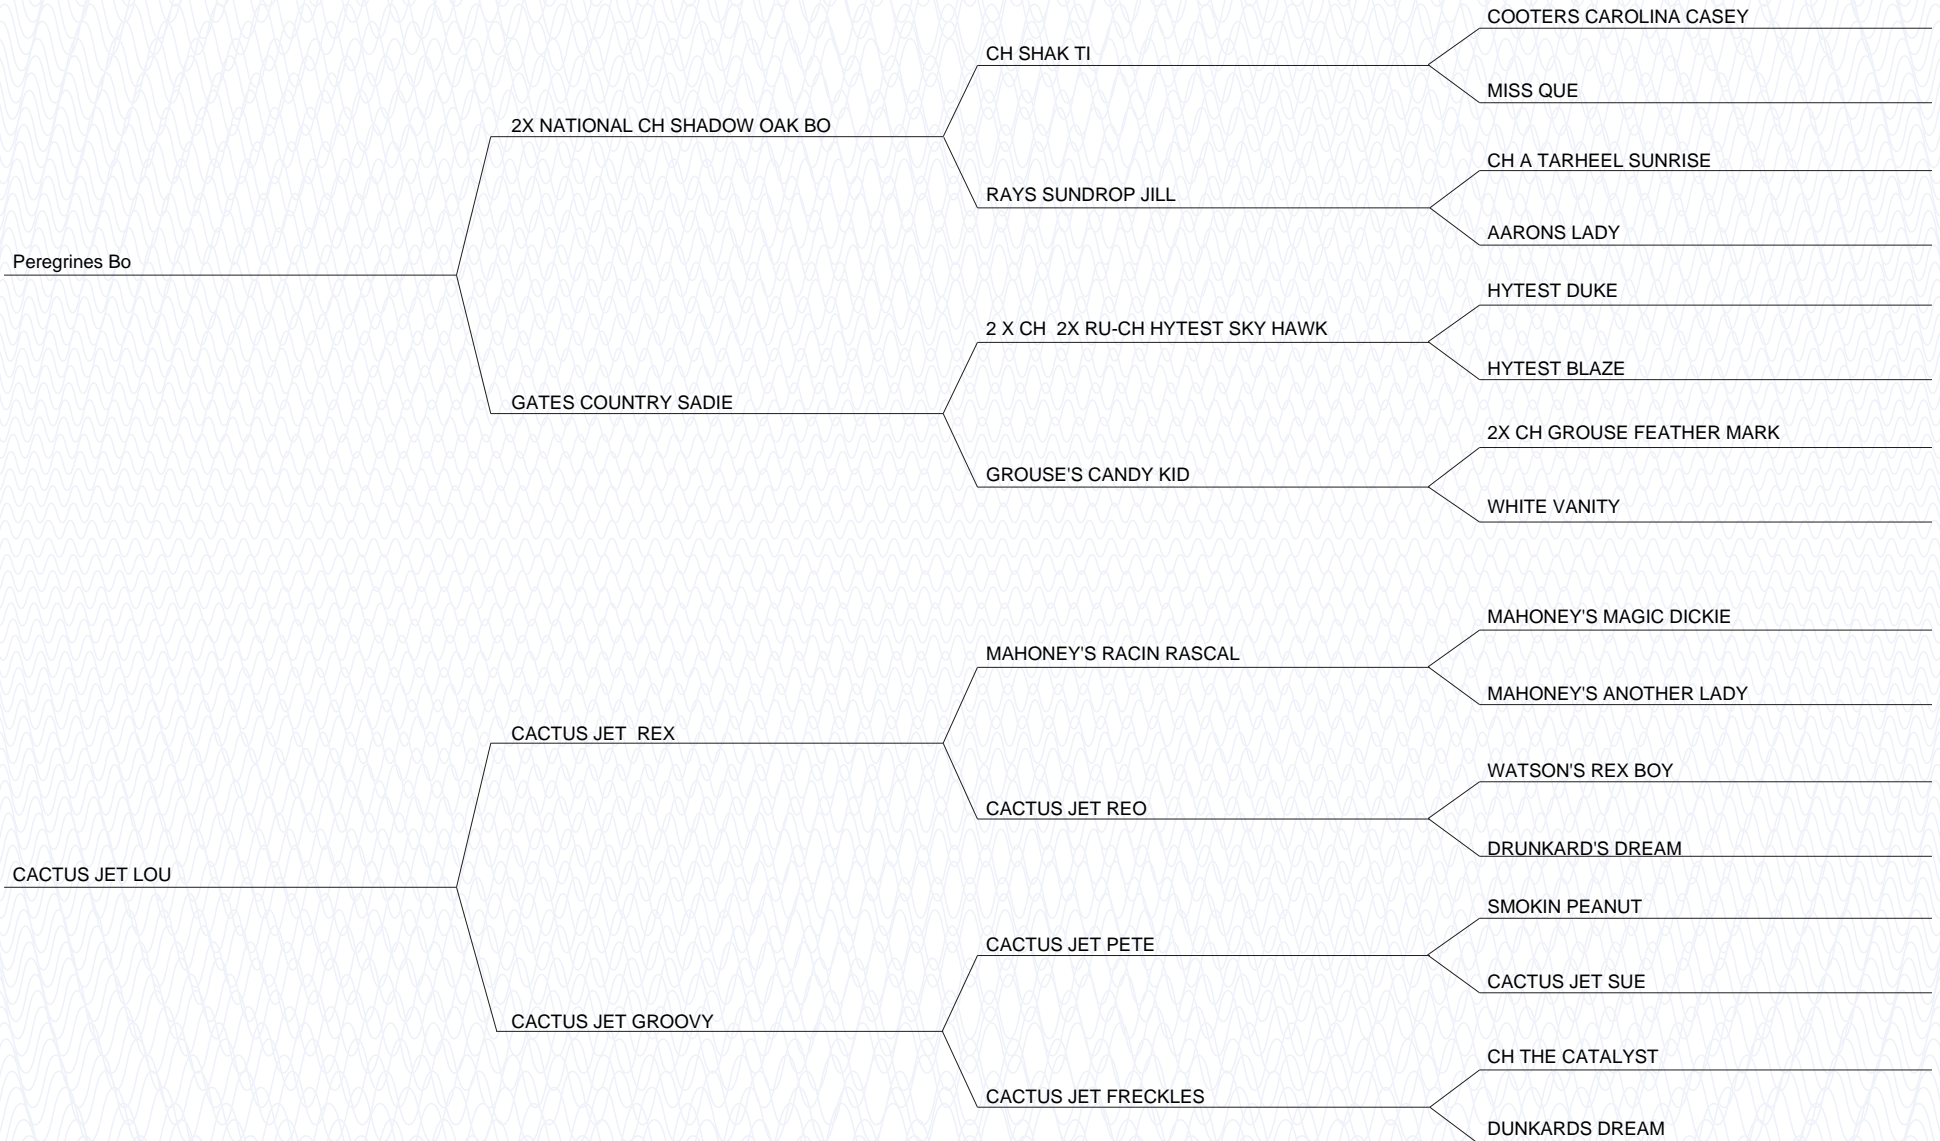 COOTERS CAROLINA CASEY
CH SHAK TI
MISS QUE
2X NATIONAL CH SHADOW OAK BO
CH A TARHEEL SUNRISE
RAYS SUNDROP JILL
AARONS LADY
Peregrines Bo
HYTEST DUKE
2 X CH  2X RU-CH HYTEST SKY HAWK
HYTEST BLAZE
GATES COUNTRY SADIE
2X CH GROUSE FEATHER MARK
GROUSE'S CANDY KID
WHITE VANITY
MAHONEY'S MAGIC DICKIE
MAHONEY'S RACIN RASCAL
MAHONEY'S ANOTHER LADY
CACTUS JET  REX
WATSON'S REX BOY
CACTUS JET REO
DRUNKARD'S DREAM
CACTUS JET LOU
SMOKIN PEANUT
CACTUS JET PETE
CACTUS JET SUE
CACTUS JET GROOVY
CH THE CATALYST
CACTUS JET FRECKLES
DUNKARDS DREAM